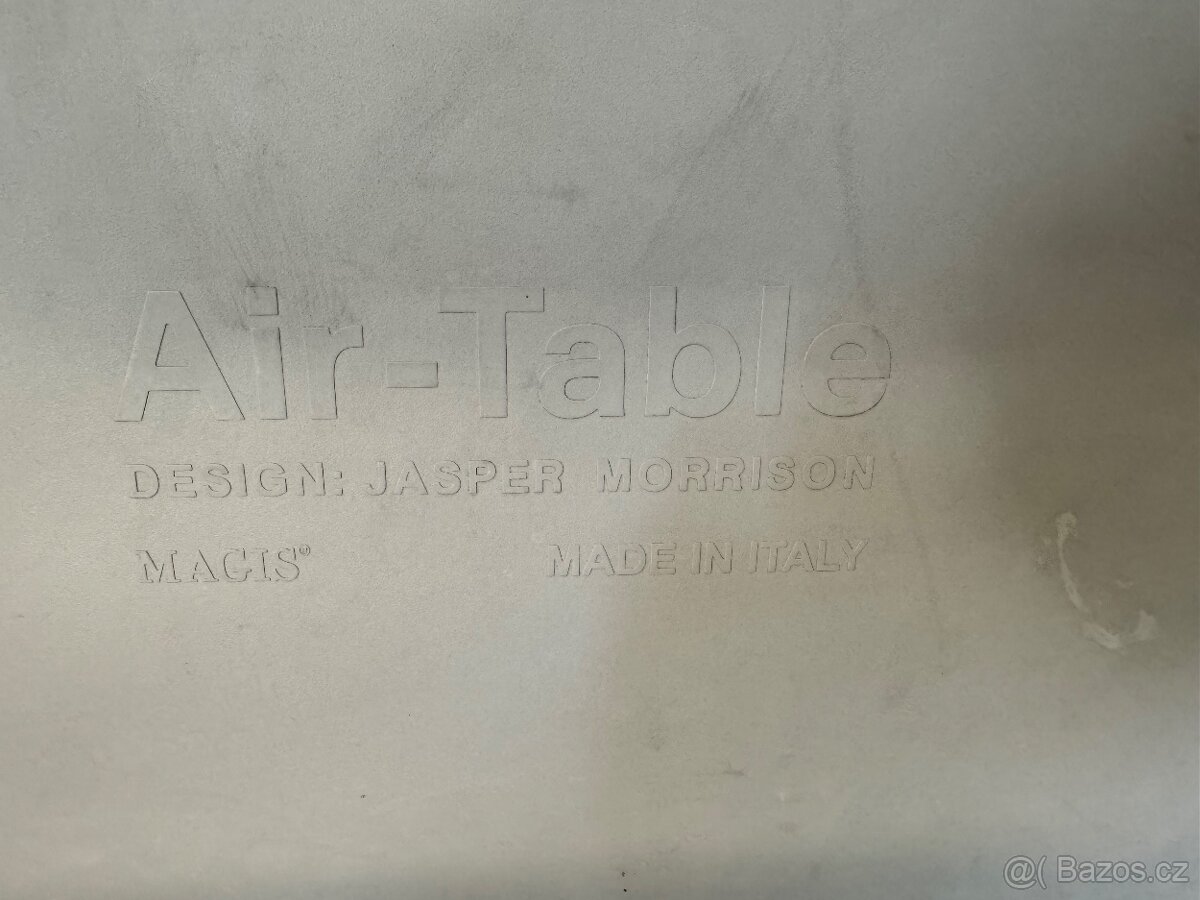 Air-Table
DESIGN: JASPER MORRISON
MAGIS® MADE IN ITALY
@( Bazos.cz